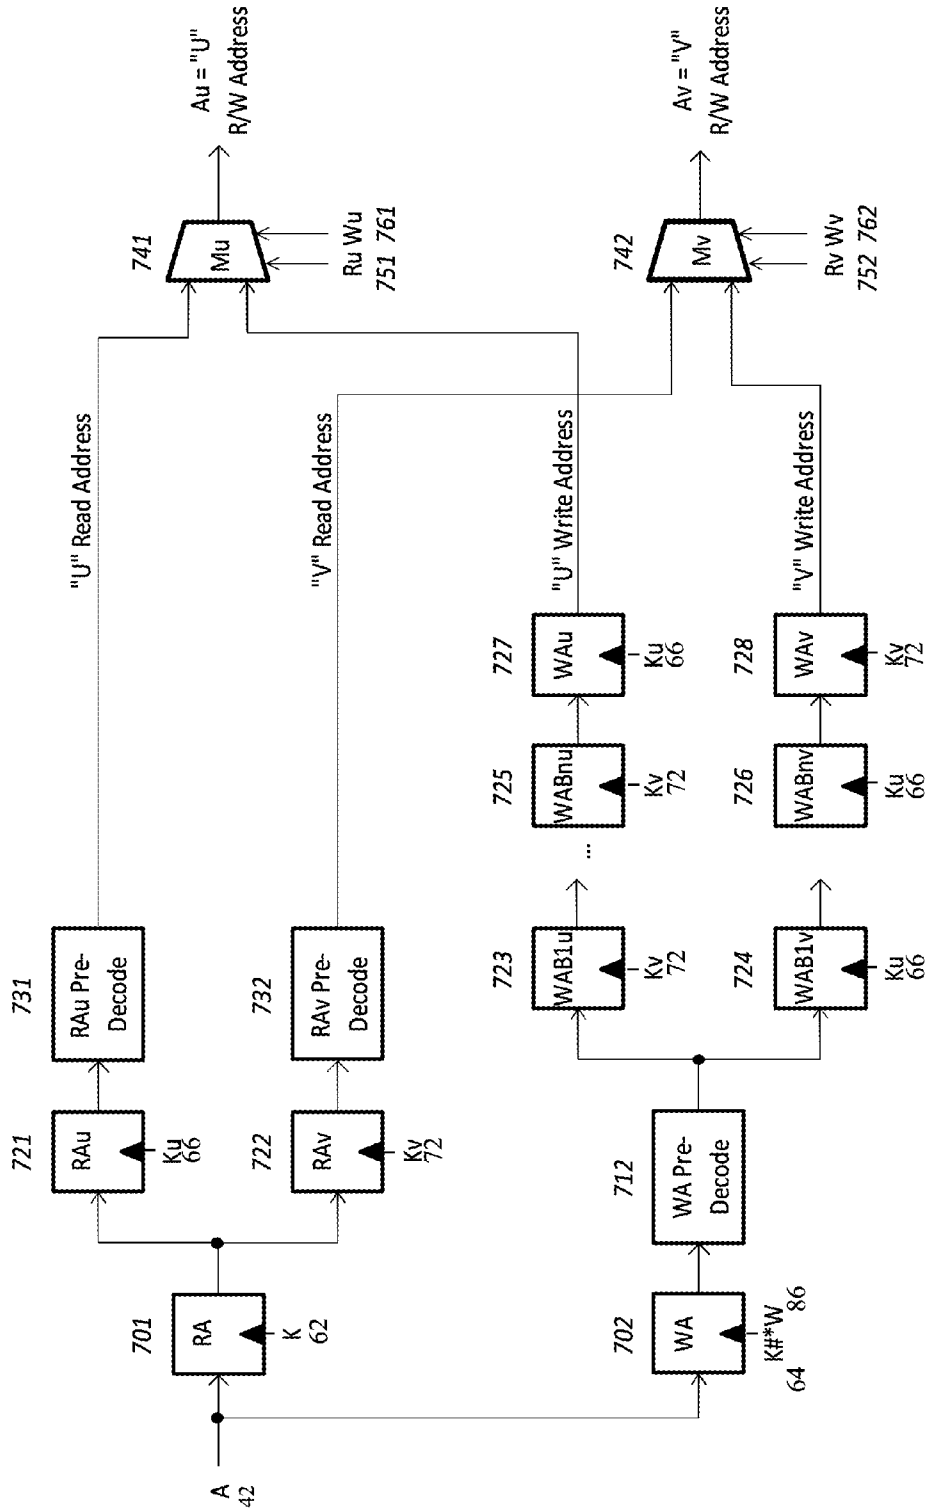 A
42
701
RA
K
62
721
RAu
Ku
66
731
RAu Pre-
Decode
"U" Read Address
722
RAv
Kv
72
732
RAv Pre-
Decode
"V" Read Address
741
Mu
Ru Wu
751 761
Au = "U"
R/W Address
702
WA
K#*W
64 86
712
WA Pre-
Decode
723
WAB1u
Kv
72
...
725
WABnu
Kv
72
727
WAu
Ku
66
"U" Write Address
724
WAB1v
Ku
66
726
WABnv
Ku
66
728
WAv
Kv
72
"V" Write Address
742
Mv
Rv Wv
752 762
Av = "V"
R/W Address